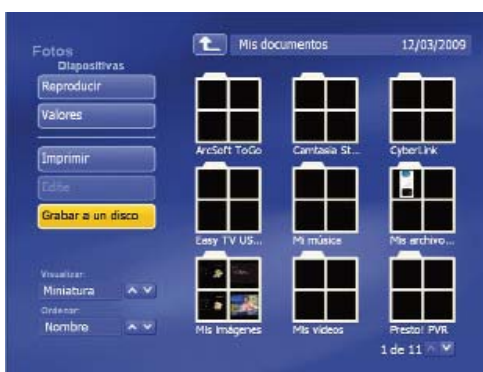 Fotos
Diapositivas
Reproducir
Valores
Imprimir
Edite
Grabar a un disco
Visualizar:
Miniatura
Ordenar:
Nombre
Mis documentos 12/03/2009
ArcSoft ToGo Camtasia St... CyberLink
Easy TV US... Mi música Mis archivo...
Mis imágenes Mis vídeos Presto! PVR
1 de 11